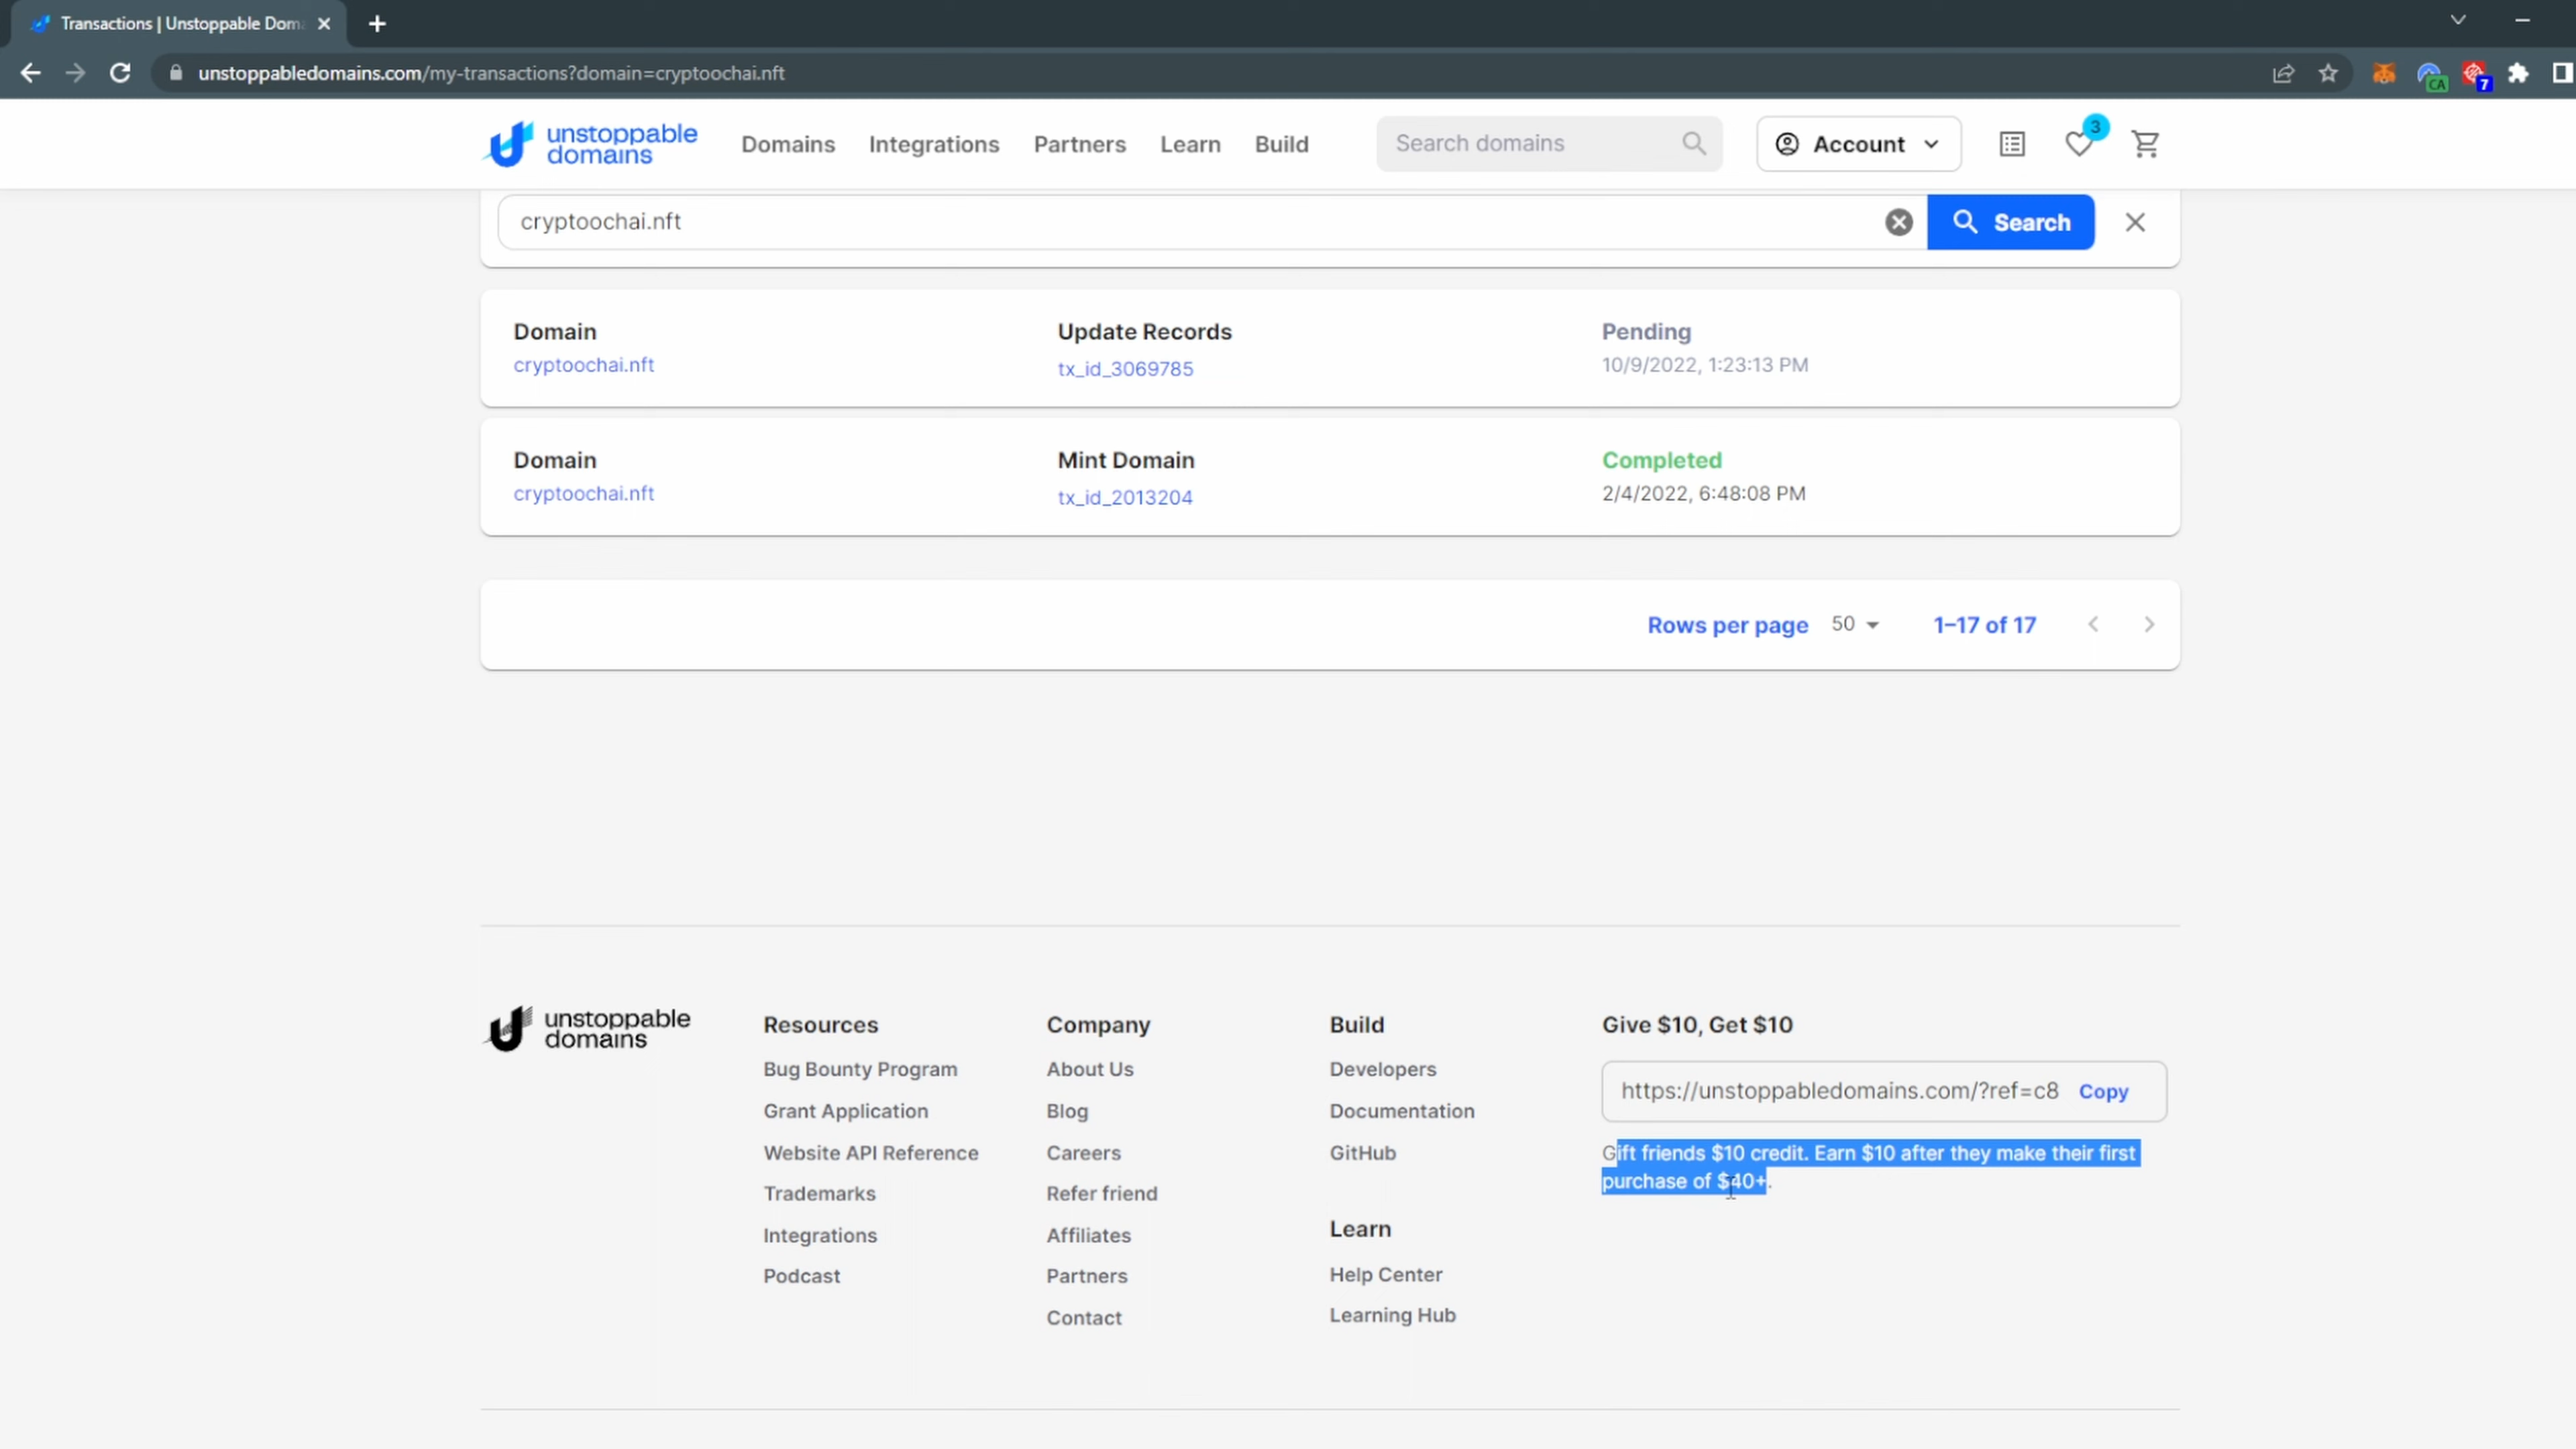 Transactions | Unstoppable Dom
unstoppabledomains.com/my-transactions?domain=cryptoochai.nft
CA
7
unstoppable
domains
Domains
Integrations
Partners
Learn
Build
Search domains
Account
3
cryptoochai.nft
Search
Domain
Update Records
Pending
cryptoochai.nft
tx_id_3069785
10/9/2022, 1:23:13 PM
Domain
Mint Domain
Completed
cryptoochai.nft
tx_id_2013204
2/4/2022, 6:48:08 PM
Rows per page
50
1–17 of 17
unstoppable
domains
Resources
Bug Bounty Program
Grant Application
Website API Reference
Trademarks
Integrations
Podcast
Company
About Us
Blog
Careers
Refer friend
Affiliates
Partners
Contact
Build
Developers
Documentation
GitHub
Learn
Help Center
Learning Hub
Give $10, Get $10
https://unstoppabledomains.com/?ref=c8
Copy
Gift friends $10 credit. Earn $10 after they make their first
purchase of $40+.